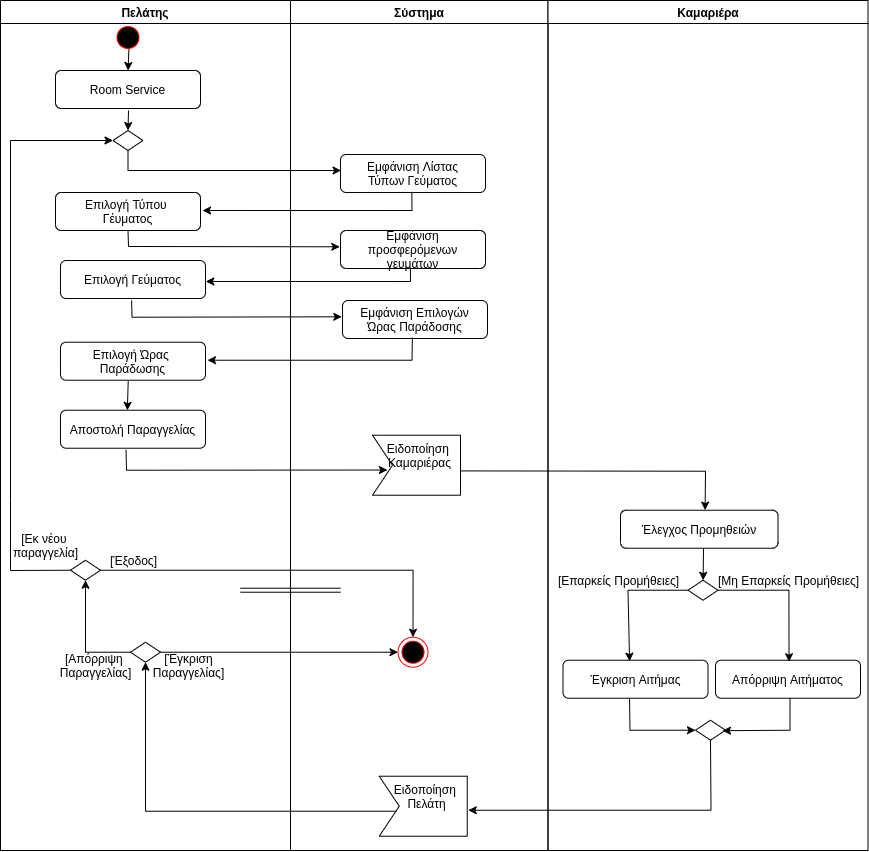 Πελάτης
Σύστημα
Καμαριέρα
Room Service
Εμφάνιση Λίστας
Τύπων Γεύματος
Επιλογή Τύπου
Γέυματος
Εμφάνιση
προσφερόμενων
γευμάτων
Επιλογή Γεύματος
Εμφάνιση Επιλογών
Ώρας Παράδοσης
Επιλογή Ώρας
Παράδωσης
Αποστολή Παραγγελίας
Ειδοποίηση
Καμαριέρας
Έλεγχος Προμηθειών
[Εκ νέου
παραγγελία]
[Έξοδος]
[Επαρκείς Προμήθειες]
[Μη Επαρκείς Προμήθειες]
[Απόρριψη
Παραγγελίας]
[Έγκριση
Παραγγελίας]
Έγκριση Αιτήμας
Απόρριψη Αιτήματος
Ειδοποίηση
Πελάτη